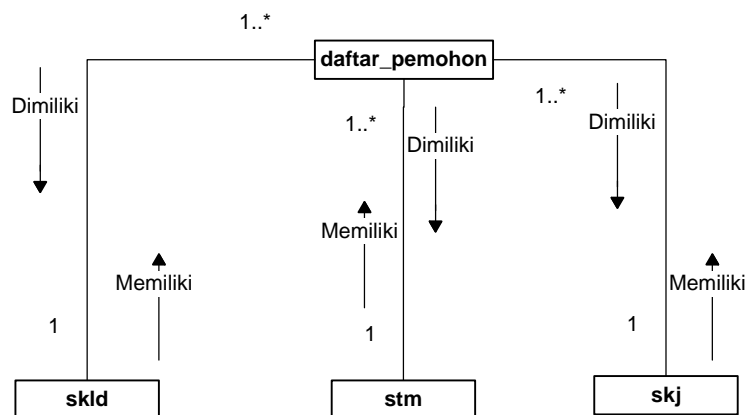 1..*
daftar_pemohon
Dimiliki
1..*
Dimiliki
1..*
Dimiliki
Memiliki
Memiliki
Memiliki
1
1
1
skld
stm
skj